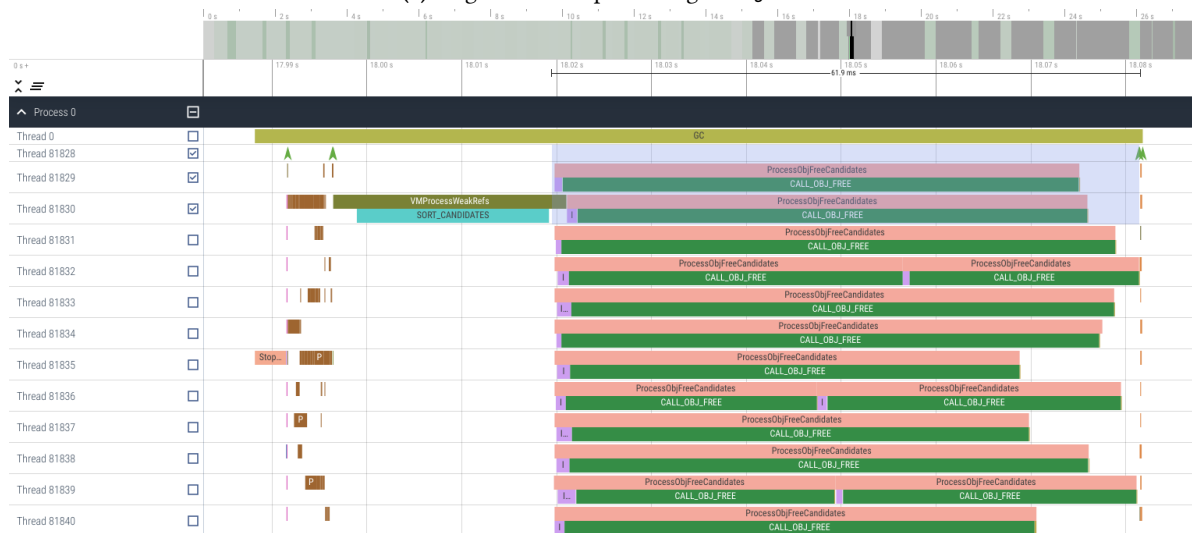 0 s 2 s 4 s 6 s 8 s 10 s 12 s 14 s 16 s 18 s 20 s 22 s 24 s 26 s
0 s + 17.99 s 18.00 s 18.01 s 18.02 s 18.03 s 18.04 s 18.05 s 18.06 s 18.07 s 18.08 s
61.9 ms
Process 0
Thread 0 GC
Thread 81828
Thread 81829 ProcessObjFreeCandidates
CALL_OBJ_FREE
Thread 81830 VMProcessWeakRefs ProcessObjFreeCandidates
SORT_CANDIDATES I CALL_OBJ_FREE
Thread 81831 ProcessObjFreeCandidates
CALL_OBJ_FREE
Thread 81832 ProcessObjFreeCandidates ProcessObjFreeCandidates
I CALL_OBJ_FREE CALL_OBJ_FREE
Thread 81833 ProcessObjFreeCandidates
I... CALL_OBJ_FREE
Thread 81834 ProcessObjFreeCandidates
CALL_OBJ_FREE
Thread 81835 Stop... P ProcessObjFreeCandidates
I CALL_OBJ_FREE
Thread 81836 ProcessObjFreeCandidates ProcessObjFreeCandidates
I CALL_OBJ_FREE I CALL_OBJ_FREE
Thread 81837 P ProcessObjFreeCandidates
I... CALL_OBJ_FREE
Thread 81838 ProcessObjFreeCandidates
I CALL_OBJ_FREE
Thread 81839 P ProcessObjFreeCandidates ProcessObjFreeCandidates
I... CALL_OBJ_FREE CALL_OBJ_FREE
Thread 81840 ProcessObjFreeCandidates
I CALL_OBJ_FREE